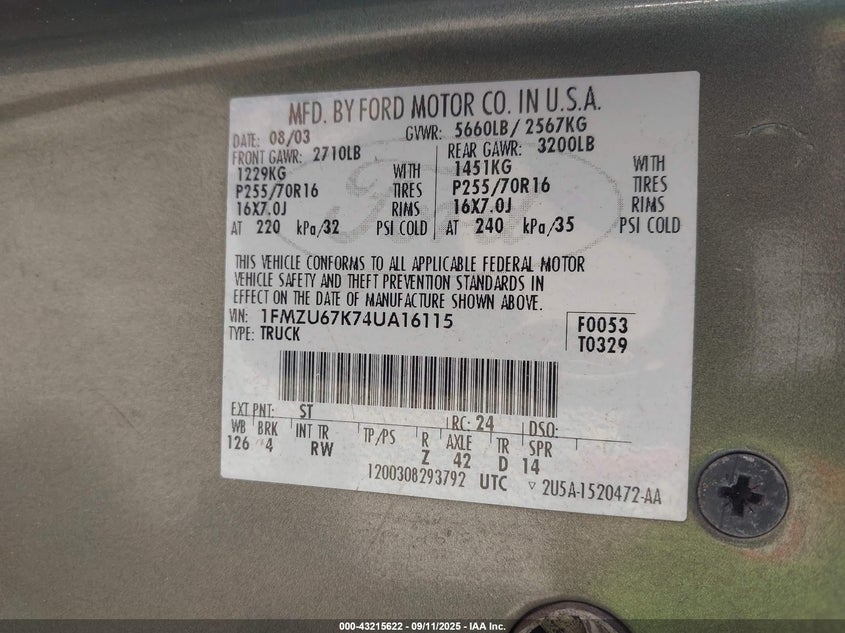 MFD. BY FORD MOTOR CO. IN U.S.A.
DATE: 08/03 GVWR: 5660LB/ 2567KG
FRONT GAWR: 2710LB REAR GAWR: 3200LB
1229KG WITH 1451KG WITH
P255/70R16 TIRES P255/70R16 TIRES
16X7.0J RIMS 16X7.0J RIMS
AT 220 kPa/32 PSI COLD AT 240 kPa/35 PSI COLD
Ford
THIS VEHICLE CONFORMS TO ALL APPLICABLE FEDERAL MOTOR
VEHICLE SAFETY AND THEFT PREVENTION STANDARDS IN
EFFECT ON THE DATE OF MANUFACTURE SHOWN ABOVE.
VIN: 1FMZU67K74UA16115 F0053
TYPE: TRUCK T0329
EXT PNT: ST RC: 24 DSO:
WB BRK INT TR TP/PS R AXLE TR SPR
126 4 RW Z 42 D 14
1200308293792 UTC ▽ 2U5A-1520472-AA
000-43215622 - 09/11/2025 - IAA Inc.